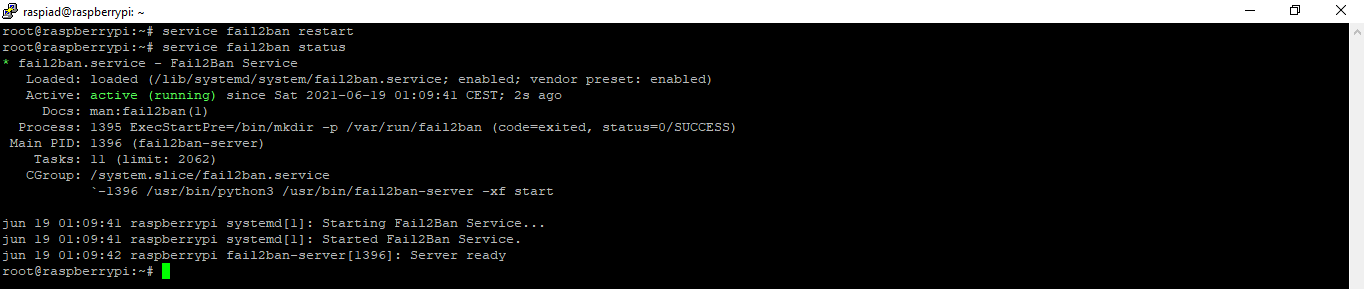 raspiad@raspberrypi: ~
root@raspberrypi:~# service fail2ban restart
root@raspberrypi:~# service fail2ban status
* fail2ban.service - Fail2Ban Service
Loaded: loaded (/lib/systemd/system/fail2ban.service; enabled; vendor preset: enabled)
Active: active (running) since Sat 2021-06-19 01:09:41 CEST; 2s ago
Docs: man:fail2ban(1)
Process: 1395 ExecStartPre=/bin/mkdir -p /var/run/fail2ban (code=exited, status=0/SUCCESS)
Main PID: 1396 (fail2ban-server)
Tasks: 11 (limit: 2062)
CGroup: /system.slice/fail2ban.service
`-1396 /usr/bin/python3 /usr/bin/fail2ban-server -xf start
jun 19 01:09:41 raspberrypi systemd[1]: Starting Fail2Ban Service...
jun 19 01:09:41 raspberrypi systemd[1]: Started Fail2Ban Service.
jun 19 01:09:42 raspberrypi fail2ban-server[1396]: Server ready
root@raspberrypi:~#